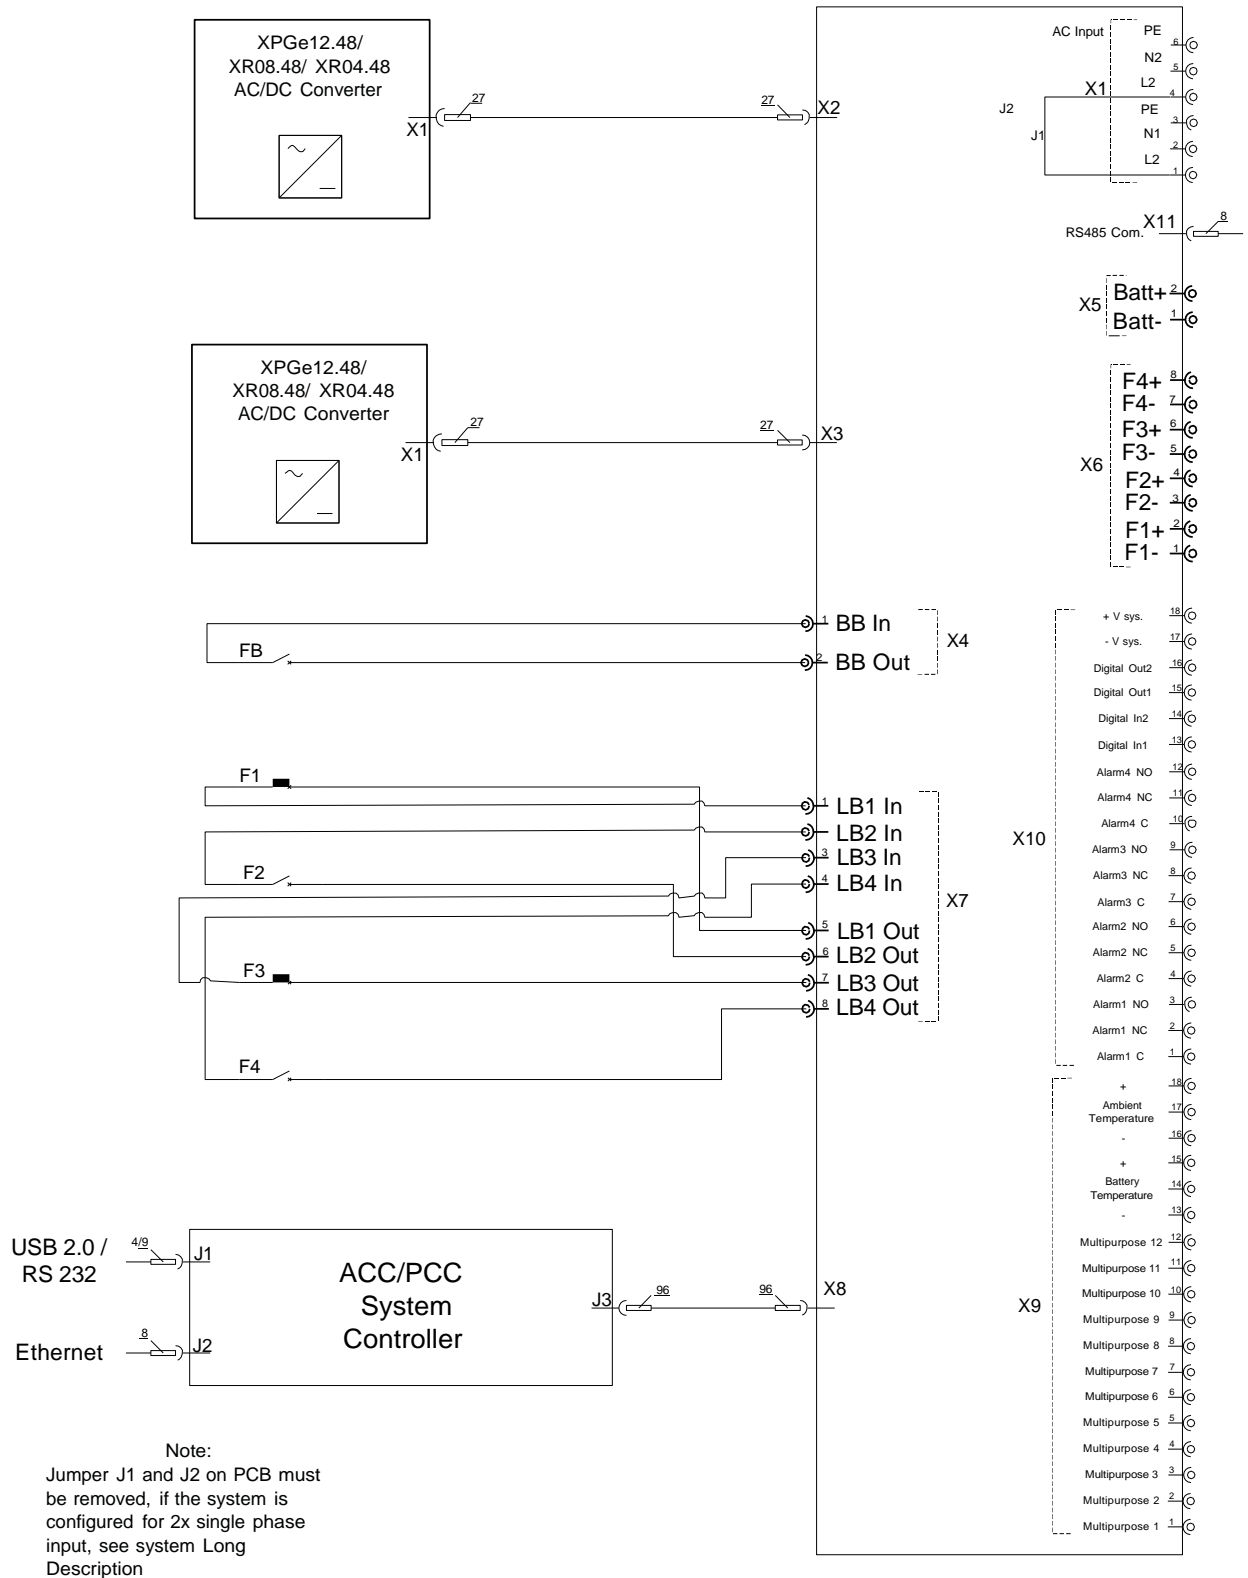 XPGe12.48/
XR08.48/ XR04.48
AC/DC Converter
X1
27
27
X2
AC Input
X1
J2
J1
PE
6
N2
5
L2
4
PE
3
N1
2
L2
1
RS485 Com.
X11
8
X5
Batt+ 2
Batt- 1
XPGe12.48/
XR08.48/ XR04.48
AC/DC Converter
X1
27
27
X3
X6
F4+ 8
F4- 7
F3+ 6
F3- 5
F2+ 4
F2- 3
F1+ 2
F1- 1
FB
1 BB In
2 BB Out
X4
F1
F2
F3
F4
1 LB1 In
LB2 In
3 LB3 In
4 LB4 In
5 LB1 Out
6 LB2 Out
7 LB3 Out
8 LB4 Out
X7
X10
+ V sys. 18
- V sys. 17
Digital Out2 16
Digital Out1 15
Digital In2 14
Digital In1 13
Alarm4 NO 12
Alarm4 NC 11
Alarm4 C 10
Alarm3 NO 9
Alarm3 NC 8
Alarm3 C 7
Alarm2 NO 6
Alarm2 NC 5
Alarm2 C 4
Alarm1 NO 3
Alarm1 NC 2
Alarm1 C 1
X9
+ 18
Ambient
Temperature 17
- 16
+ 15
Battery
Temperature 14
- 13
Multipurpose 12 12
Multipurpose 11 11
Multipurpose 10 10
Multipurpose 9 9
Multipurpose 8 8
Multipurpose 7 7
Multipurpose 6 6
Multipurpose 5 5
Multipurpose 4 4
Multipurpose 3 3
Multipurpose 2 2
Multipurpose 1 1
USB 2.0 /
RS 232
4/9
J1
Ethernet
8
J2
ACC/PCC
System
Controller
J3
96
96
X8
Note:
Jumper J1 and J2 on PCB must
be removed, if the system is
configured for 2x single phase
input, see system Long
Description